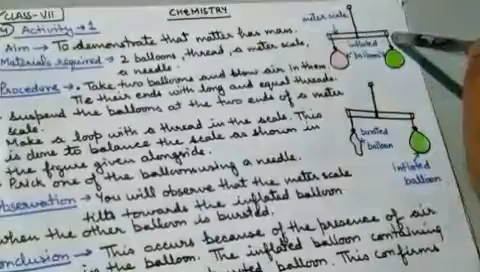 CLASS-VII
CHEMISTRY
Activity → 1
Aim → To demonstrate that matter has mass.
Materials required → 2 balloons, thread, a meter scale,
a needle.
Procedure → • Take two balloons and blow air in them
Tie their ends with long and equal threads.
suspend the balloons at the two ends of a meter
scale.
Make a loop with a thread in the scale. This
is done to balance the scale as shown in
the figure given alongside.
Prick one of the balloons using a needle.
observation → You will observe that the meter scale
tilts towards the inflated balloon
when the other balloon is bursted.
onclusion → This occurs because of the presence of air
in the balloon. The inflated balloon containing
balloon. This confirms
meter scale
inflated
balloon
bursted
balloon
inflated
balloon